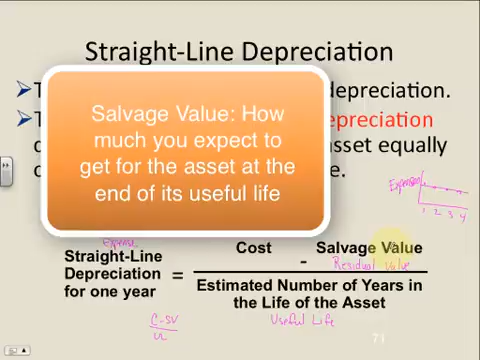 Straight-Line Depreciation
depreciation.
depreciation
asset equally
Salvage Value: How
much you expect to
get for the asset at the
end of its useful life
Expense
1 2 3 4
Expense
Straight-Line
Depreciation
for one year
=
Cost - Salvage Value
Residual Value
Estimated Number of Years in
the Life of the Asset
Useful Life
C-SV
UL
71